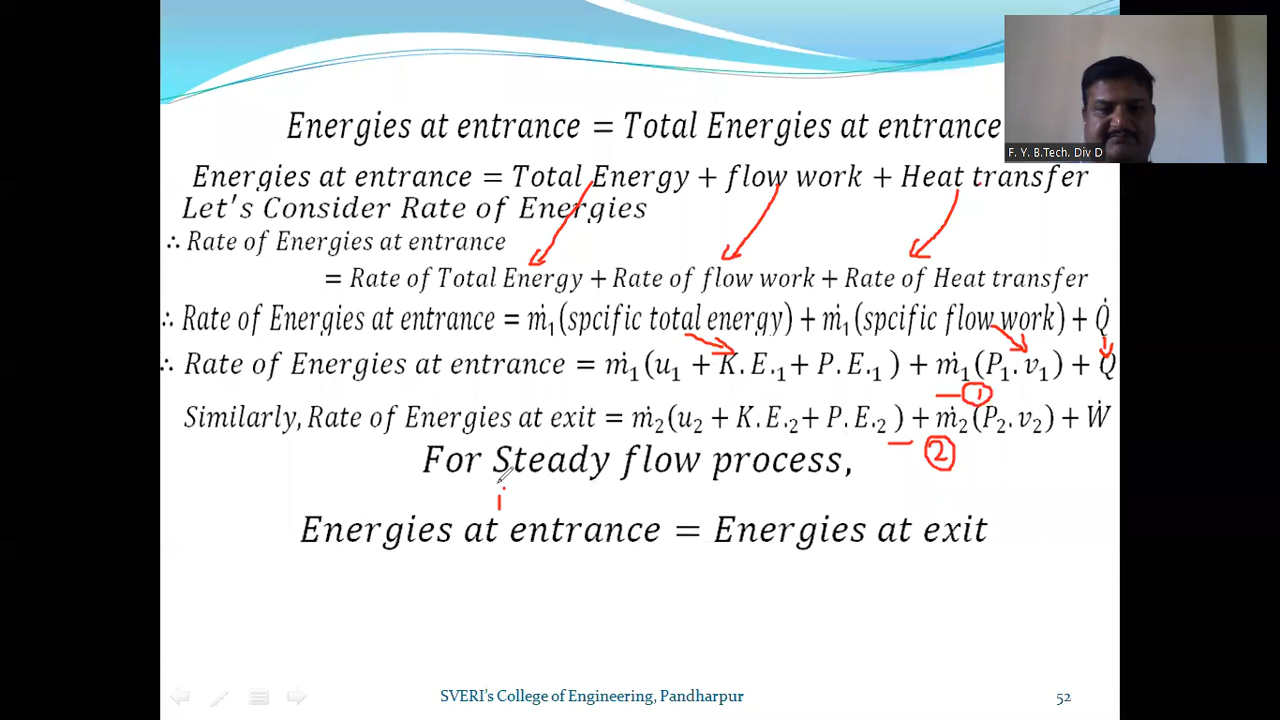 Energies at entrance = Total Energies at entrance
F. Y. B.Tech. Div D
Energies at entrance = Total Energy + flow work + Heat transfer
Let's Consider Rate of Energies
∴ Rate of Energies at entrance
= Rate of Total Energy + Rate of flow work + Rate of Heat transfer
∴ Rate of Energies at entrance = ṁ₁(spcific total energy) + ṁ₁(spcific flow work) + Q̇
∴ Rate of Energies at entrance = ṁ₁(u₁ + K.E.₁+ P.E.₁ ) + ṁ₁(P₁.v₁) + Q̇
1
Similarly, Rate of Energies at exit = ṁ₂(u₂ + K.E.₂+ P.E.₂ ) + ṁ₂(P₂.v₂) + Ẇ
2
For Steady flow process,
Energies at entrance = Energies at exit
SVERI's College of Engineering, Pandharpur
52